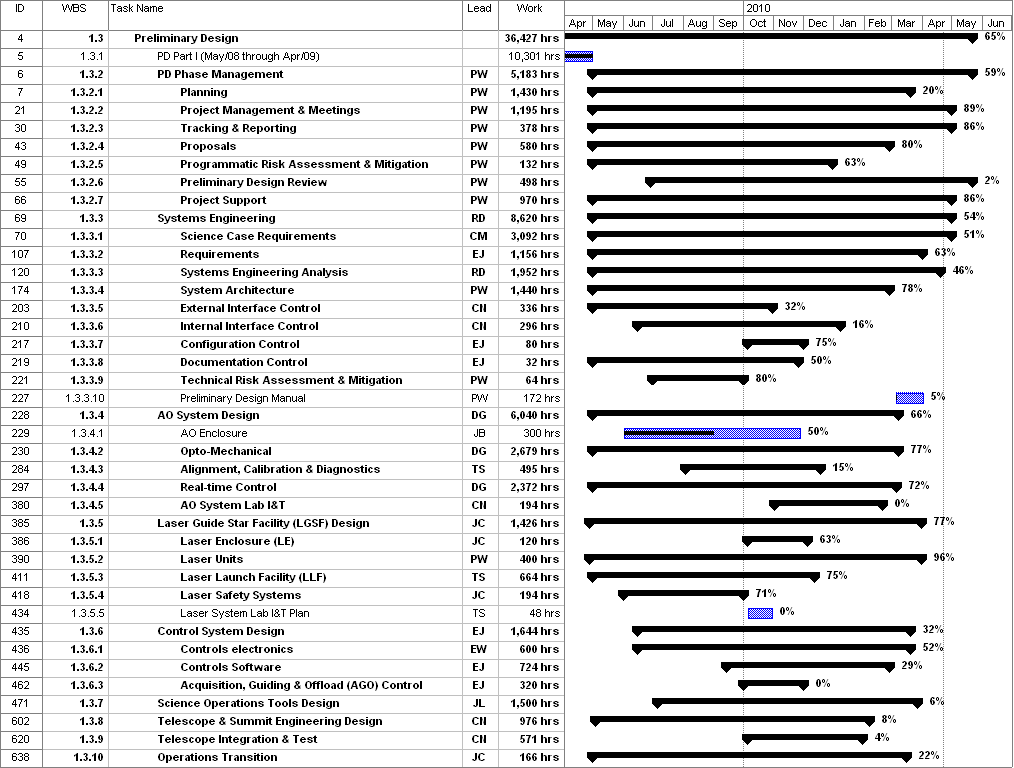 ID WBS Task Name Lead Work 2010
Apr May Jun Jul Aug Sep Oct Nov Dec Jan Feb Mar Apr May Jun
4 1.3 Preliminary Design 36,427 hrs 65%
5 1.3.1 PD Part I (May/08 through Apr/09) 10,301 hrs
6 1.3.2 PD Phase Management PW 5,183 hrs 59%
7 1.3.2.1 Planning PW 1,430 hrs 20%
21 1.3.2.2 Project Management & Meetings PW 1,195 hrs 89%
30 1.3.2.3 Tracking & Reporting PW 378 hrs 86%
43 1.3.2.4 Proposals PW 580 hrs 80%
49 1.3.2.5 Programmatic Risk Assessment & Mitigation PW 132 hrs 63%
55 1.3.2.6 Preliminary Design Review PW 498 hrs 2%
66 1.3.2.7 Project Support PW 970 hrs 86%
69 1.3.3 Systems Engineering RD 8,620 hrs 54%
70 1.3.3.1 Science Case Requirements CM 3,092 hrs 51%
107 1.3.3.2 Requirements EJ 1,156 hrs 63%
120 1.3.3.3 Systems Engineering Analysis RD 1,952 hrs 46%
174 1.3.3.4 System Architecture PW 1,440 hrs 78%
203 1.3.3.5 External Interface Control CN 336 hrs 32%
210 1.3.3.6 Internal Interface Control CN 296 hrs 16%
217 1.3.3.7 Configuration Control EJ 80 hrs 75%
219 1.3.3.8 Documentation Control EJ 32 hrs 50%
221 1.3.3.9 Technical Risk Assessment & Mitigation PW 64 hrs 80%
227 1.3.3.10 Preliminary Design Manual PW 172 hrs 5%
228 1.3.4 AO System Design DG 6,040 hrs 66%
229 1.3.4.1 AO Enclosure JB 300 hrs 50%
230 1.3.4.2 Opto-Mechanical DG 2,679 hrs 77%
284 1.3.4.3 Alignment, Calibration & Diagnostics TS 495 hrs 15%
297 1.3.4.4 Real-time Control DG 2,372 hrs 72%
380 1.3.4.5 AO System Lab I&T CN 194 hrs 0%
385 1.3.5 Laser Guide Star Facility (LGSF) Design JC 1,426 hrs 77%
386 1.3.5.1 Laser Enclosure (LE) JC 120 hrs 63%
390 1.3.5.2 Laser Units PW 400 hrs 96%
411 1.3.5.3 Laser Launch Facility (LLF) TS 664 hrs 75%
418 1.3.5.4 Laser Safety Systems JC 194 hrs 71%
434 1.3.5.5 Laser System Lab I&T Plan TS 48 hrs 0%
435 1.3.6 Control System Design EJ 1,644 hrs 32%
436 1.3.6.1 Controls electronics EW 600 hrs 52%
445 1.3.6.2 Controls Software EJ 724 hrs 29%
462 1.3.6.3 Acquisition, Guiding & Offload (AGO) Control EJ 320 hrs 0%
471 1.3.7 Science Operations Tools Design JL 1,500 hrs 6%
602 1.3.8 Telescope & Summit Engineering Design CN 976 hrs 8%
620 1.3.9 Telescope Integration & Test CN 571 hrs 4%
638 1.3.10 Operations Transition JC 166 hrs 22%